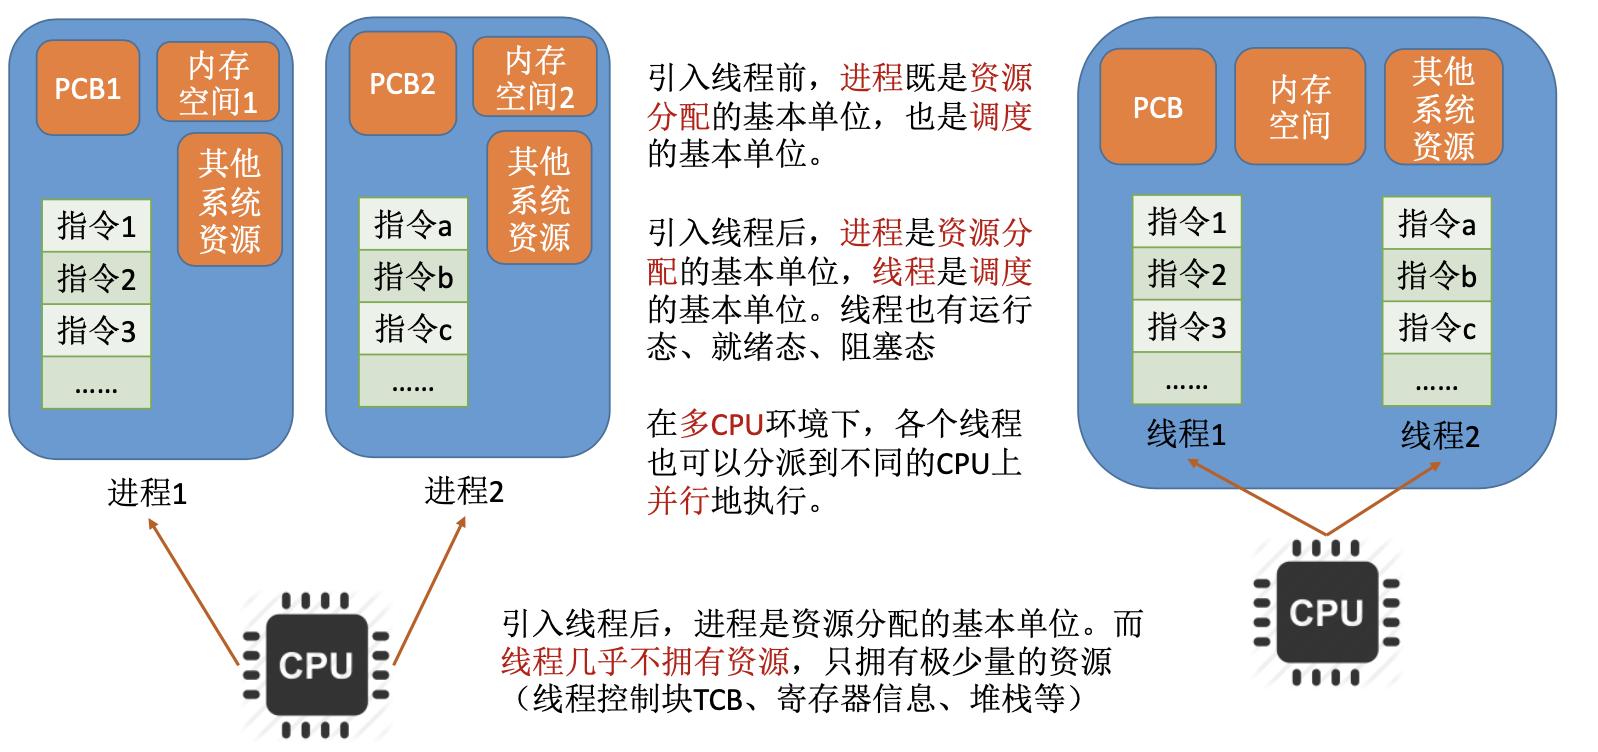 PCB1
内存
空间1
其他
系统
资源
指令1
指令2
指令3
......
进程1
PCB2
内存
空间2
其他
系统
资源
指令a
指令b
指令c
......
进程2
CPU
引入线程前，进程既是资源
分配的基本单位，也是调度
的基本单位。
引入线程后，进程是资源分
配的基本单位，线程是调度
的基本单位。线程也有运行
态、就绪态、阻塞态
在多CPU环境下，各个线程
也可以分派到不同的CPU上
并行地执行。
PCB
内存
空间
其他
系统
资源
指令1
指令2
指令3
......
线程1
指令a
指令b
指令c
......
线程2
CPU
引入线程后，进程是资源分配的基本单位。而
线程几乎不拥有资源，只拥有极少量的资源
（线程控制块TCB、寄存器信息、堆栈等）